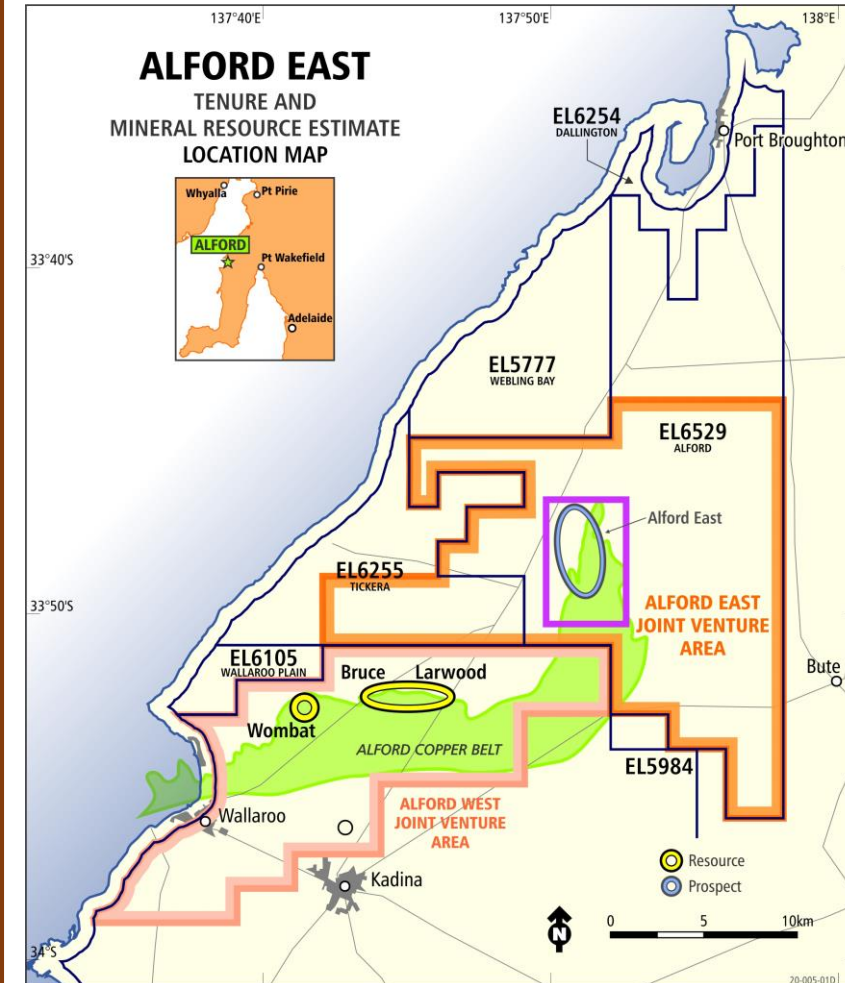 137°40'E
137°50'E
138°E
ALFORD EAST
TENURE AND
MINERAL RESOURCE ESTIMATE
LOCATION MAP
Whyalla
Pt Pirie
ALFORD
Pt Wakefield
Adelaide
EL6254
DALLINGTON
Port Broughton
33°40'S
EL5777
WEBLING BAY
EL6529
ALFORD
Alford East
EL6255
TICKERA
33°50'S
ALFORD EAST
JOINT VENTURE
AREA
Bute
EL6105
WALLAROO PLAIN
Bruce
Larwood
Wombat
ALFORD COPPER BELT
EL5984
Wallaroo
ALFORD WEST
JOINT VENTURE
AREA
Kadina
Resource
Prospect
N
0 5 10km
34°S
20-005-01D